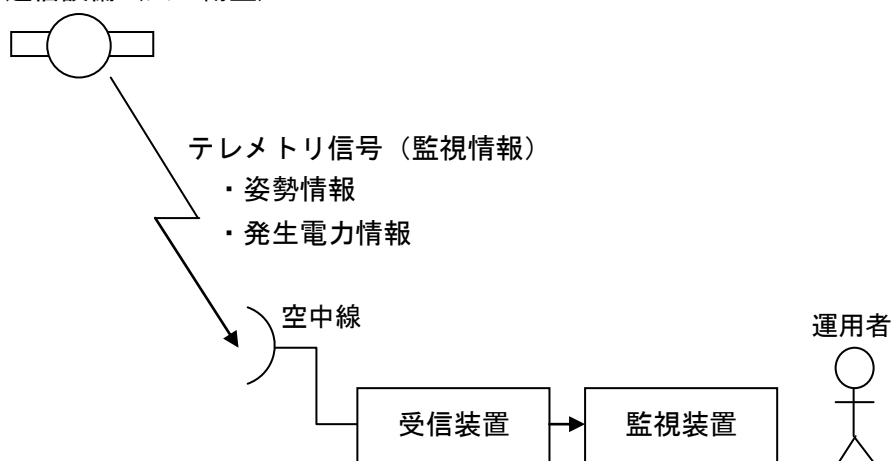 テレメトリ信号（監視情報）
・姿勢情報
・発生電力情報
空中線
運用者
受信装置
監視装置